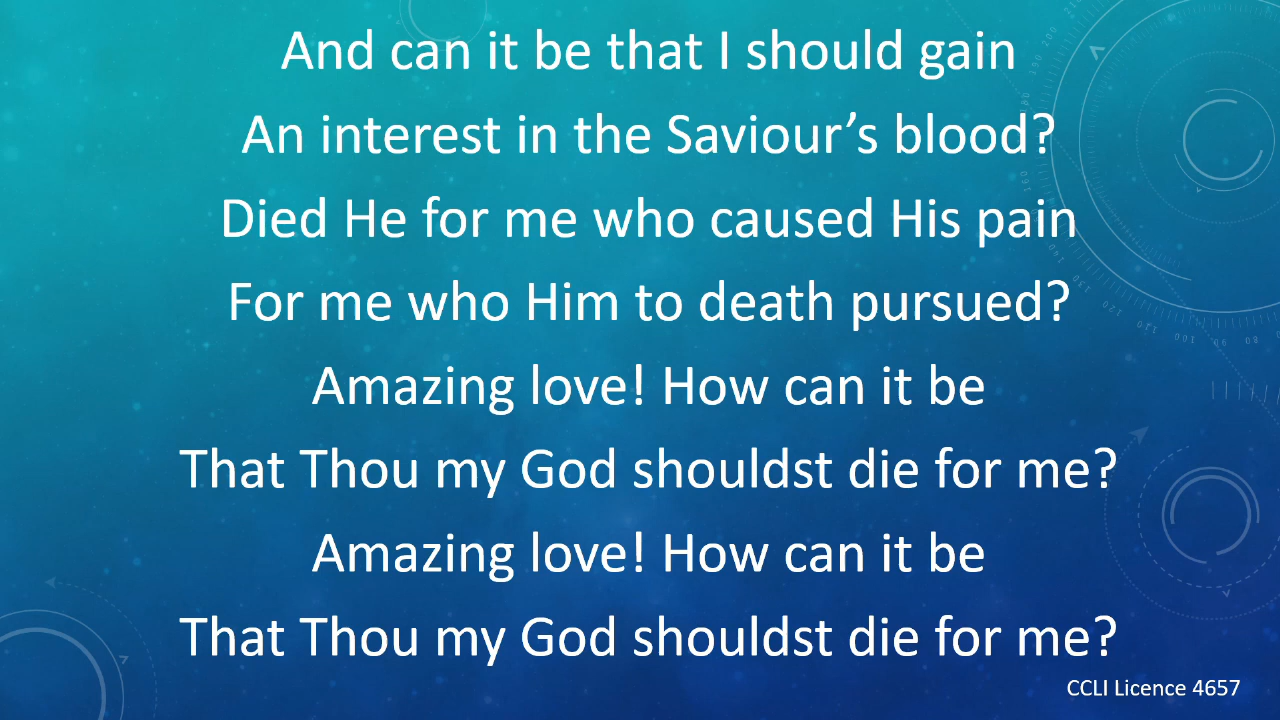 And can it be that I should gain
An interest in the Saviour’s blood?
Died He for me who caused His pain
For me who Him to death pursued?
Amazing love! How can it be
That Thou my God shouldst die for me?
Amazing love! How can it be
That Thou my God shouldst die for me?
CCLI Licence 4657